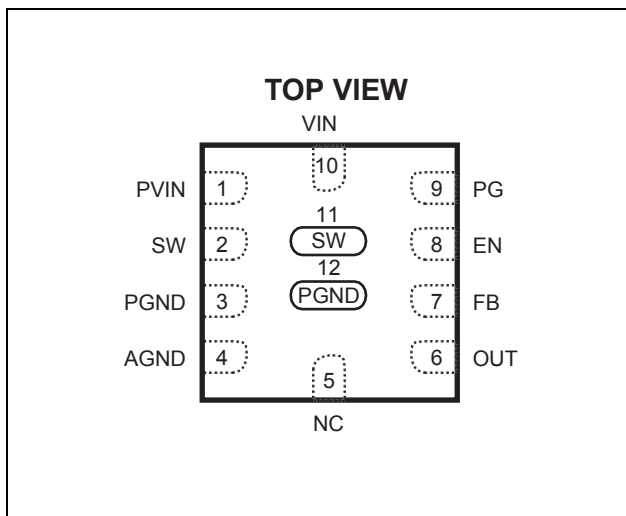 TOP VIEW
VIN
10
PVIN 1 9 PG
11
SW 2 SW 8 EN
12
PGND 3 PGND 7 FB
AGND 4 6 OUT
5
NC